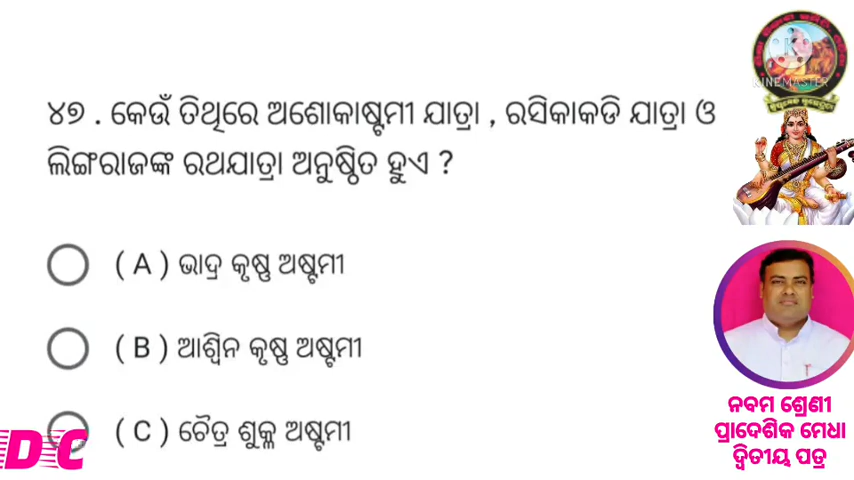 ୪୭ . କେଉଁ ତିଥିରେ ଅଶୋକାଷ୍ଟମୀ ଯାତ୍ରା , ରସିକାକଡି ଯାତ୍ରା ଓ
ଲିଙ୍ଗରାଜଙ୍କ ରଥଯାତ୍ରା ଅନୁଷ୍ଠିତ ହୁଏ ?
( A ) ଭାଦ୍ର କୃଷ୍ଣ ଅଷ୍ଟମୀ
( B ) ଆଶ୍ୱିନ କୃଷ୍ଣ ଅଷ୍ଟମୀ
( C ) ଚୈତ୍ର ଶୁକ୍ଳ ଅଷ୍ଟମୀ
DC
KINEMASTER
ନବମ ଶ୍ରେଣୀ
ପ୍ରାଦେଶିକ ମେଧା
ଦ୍ୱିତୀୟ ପତ୍ର